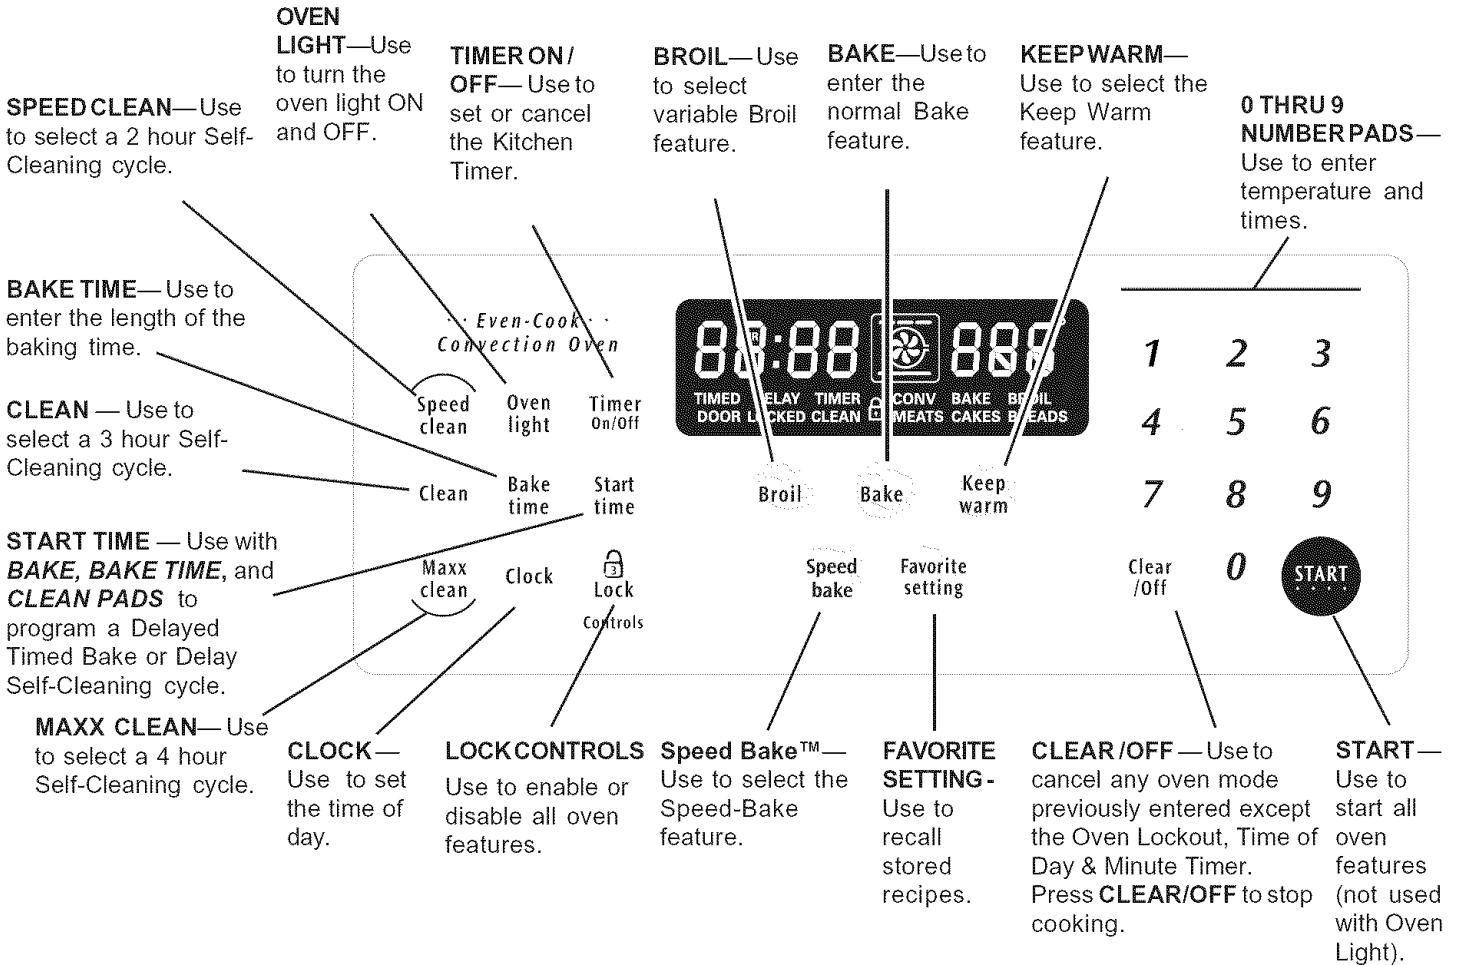 OVEN
LIGHT—Use
to turn the
oven light ON
and OFF.
TIMER ON /
OFF— Use to
set or cancel
the Kitchen
Timer.
BROIL— Use
to select
variable Broil
feature.
BAKE—Use to
enter the
normal Bake
feature.
KEEP WARM—
Use to select the
Keep Warm
feature.
0 THRU 9
NUMBER PADS—
Use to enter
temperature and
times.
SPEED CLEAN—Use
to select a 2 hour Self-
Cleaning cycle.
BAKE TIME— Use to
enter the length of the
baking time.
CLEAN — Use to
select a 3 hour Self-
Cleaning cycle.
START TIME — Use with
BAKE, BAKE TIME, and
CLEAN PADS to
program a Delayed
Timed Bake or Delay
Self-Cleaning cycle.
MAXX CLEAN— Use
to select a 4 hour
Self-Cleaning cycle.
· · Even-Cook · ·
Convection Oven
Speed
clean
Oven
light
Timer
On/Off
Clean
Bake
time
Start
time
Maxx
clean
Clock
3
Lock
Controls
88:88 888°
TIMED DELAY TIMER CONV BAKE BROIL
DOOR LOCKED CLEAN MEATS CAKES BREADS
Broil
Bake
Keep
warm
Speed
bake
Favorite
setting
1 2 3
4 5 6
7 8 9
Clear
/Off
0
START
CLOCK —
Use to set
the time of
day.
LOCK CONTROLS
Use to enable or
disable all oven
features.
Speed Bake™—
Use to select the
Speed-Bake
feature.
FAVORITE
SETTING -
Use to
recall
stored
recipes.
CLEAR /OFF — Use to
cancel any oven mode
previously entered except
the Oven Lockout, Time of
Day & Minute Timer.
Press CLEAR/OFF to stop
cooking.
START —
Use to
start all
oven
features
(not used
with Oven
Light).